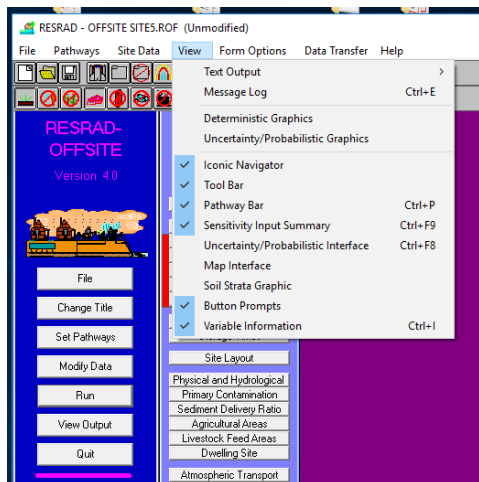 RESRAD - OFFSITE SITE5.ROF (Unmodified)
File Pathways Site Data View Form Options Data Transfer Help
Text Output
Message Log Ctrl+E
Deterministic Graphics
Uncertainty/Probabilistic Graphics
Iconic Navigator
Tool Bar
Pathway Bar Ctrl+P
Sensitivity Input Summary Ctrl+F9
Uncertainty/Probabilistic Interface Ctrl+F8
Map Interface
Soil Strata Graphic
Button Prompts
Variable Information Ctrl+I
RESRAD-
OFFSITE
Version 4.0
File
Change Title
Set Pathways
Modify Data
Run
View Output
Quit
Site Layout
Physical and Hydrological
Primary Contamination
Sediment Delivery Ratio
Agricultural Areas
Livestock Feed Areas
Dwelling Site
Atmospheric Transport